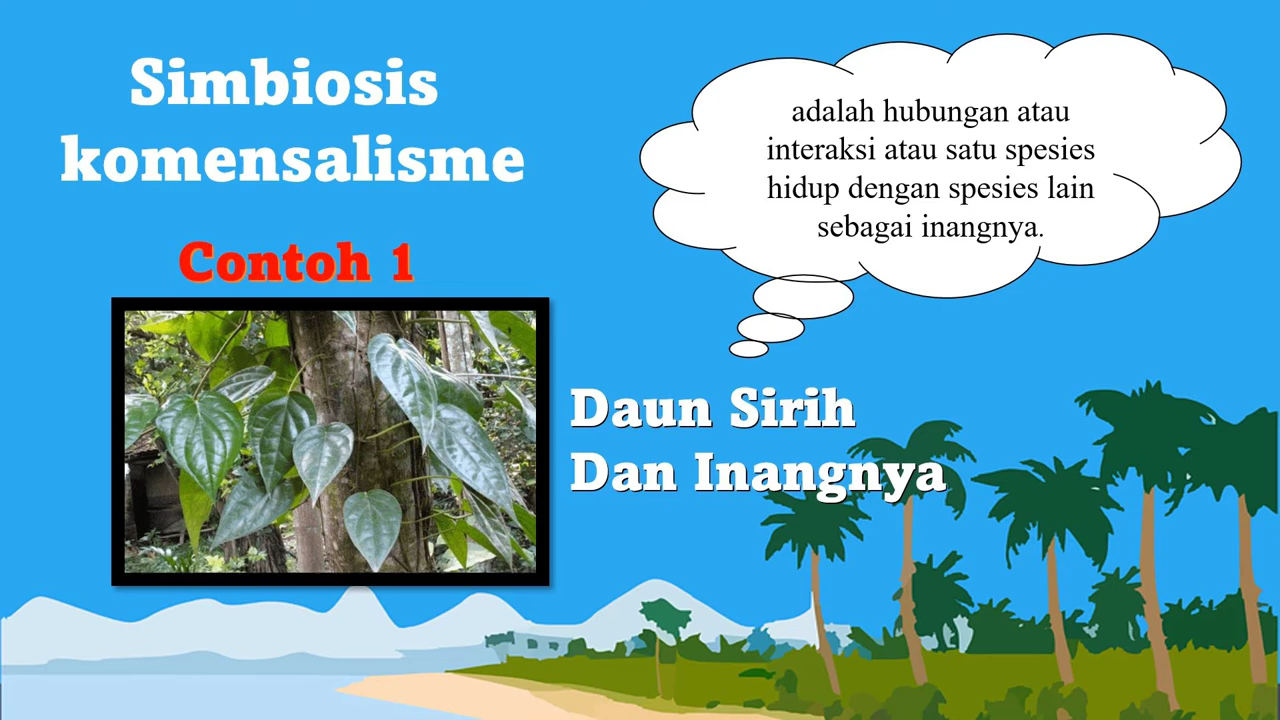 Simbiosis
komensalisme
adalah hubungan atau
interaksi atau satu spesies
hidup dengan spesies lain
sebagai inangnya.
Contoh 1
Daun Sirih
Dan Inangnya